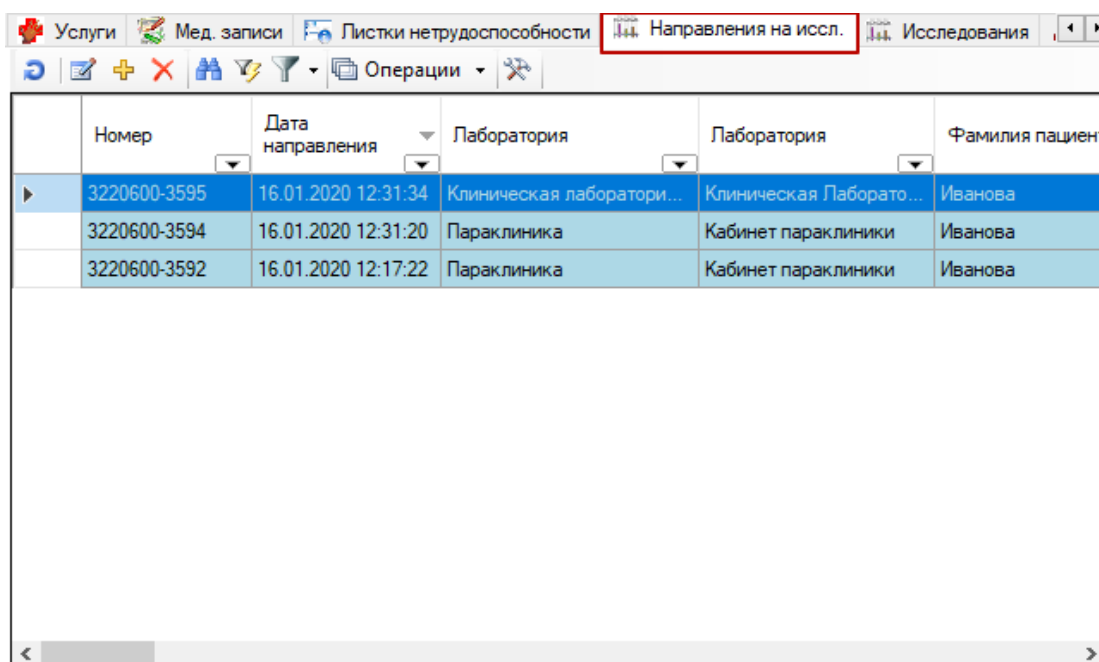 Услуги Мед. записи Листки нетрудоспособности Направления на иссл. Исследования
Операции
Номер Дата направления Лаборатория Лаборатория Фамилия пациен
3220600-3595 16.01.2020 12:31:34 Клиническая лаборатори... Клиническая Лаборато... Иванова
3220600-3594 16.01.2020 12:31:20 Параклиника Кабинет параклиники Иванова
3220600-3592 16.01.2020 12:17:22 Параклиника Кабинет параклиники Иванова